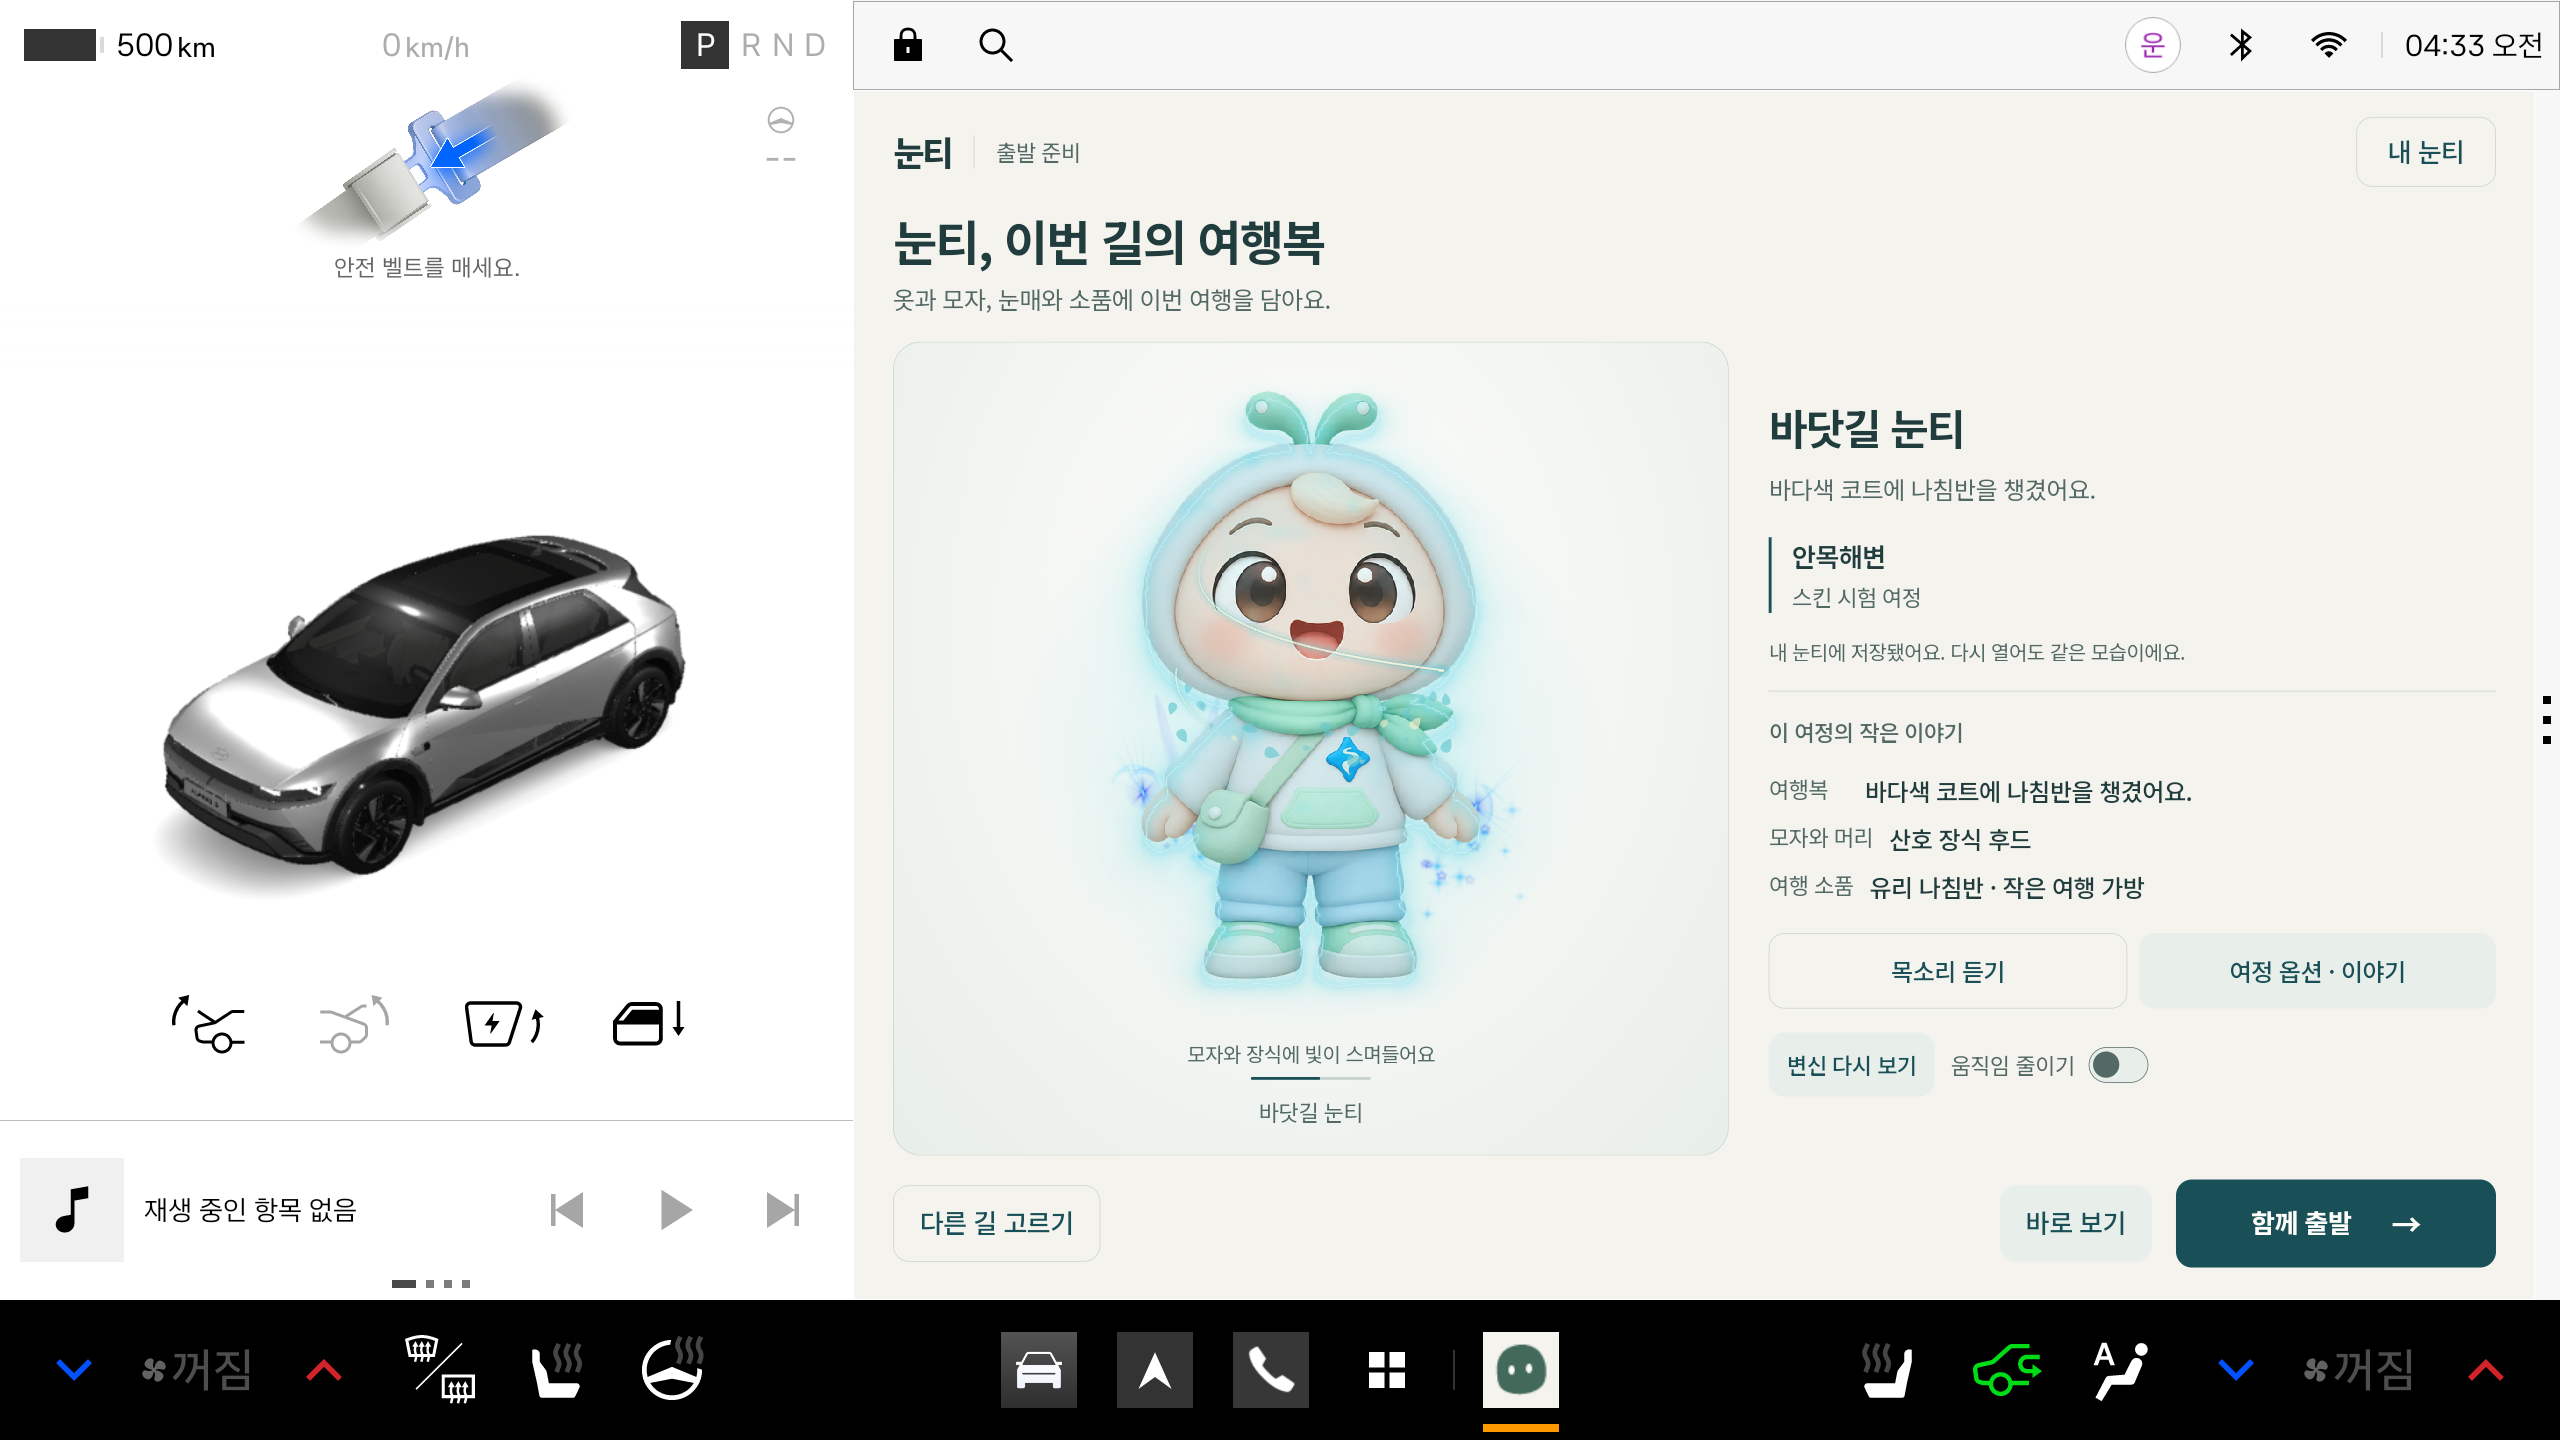 500 km
0 km/h
P R N D
안전 벨트를 매세요.
재생 중인 항목 없음
운
04:33 오전
눈티
출발 준비
내 눈티
눈티, 이번 길의 여행복
옷과 모자, 눈매와 소품에 이번 여행을 담아요.
모자와 장식에 빛이 스며들어요
바닷길 눈티
바닷길 눈티
바다색 코트에 나침반을 챙겼어요.
안목해변
스킨 시험 여정
내 눈티에 저장됐어요. 다시 열어도 같은 모습이에요.
이 여정의 작은 이야기
여행복 바다색 코트에 나침반을 챙겼어요.
모자와 머리 산호 장식 후드
여행 소품 유리 나침반 · 작은 여행 가방
목소리 듣기
여정 옵션 · 이야기
변신 다시 보기
움직임 줄이기
다른 길 고르기
바로 보기
함께 출발 →
꺼짐
A
꺼짐